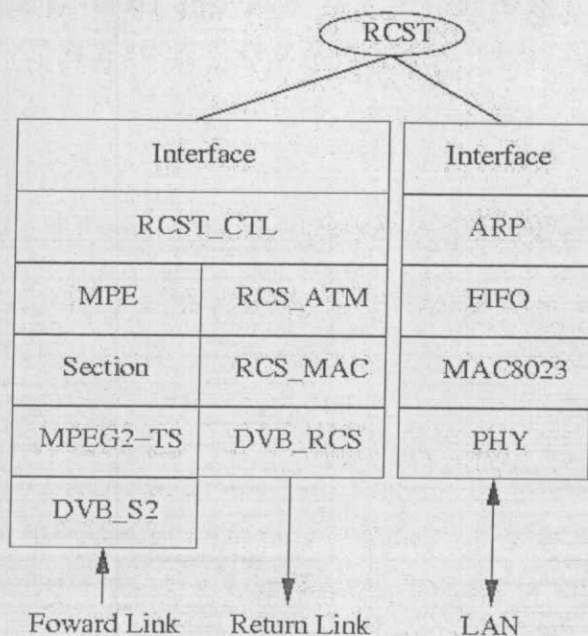 RCST
Interface
Interface
RCST_CTL
ARP
MPE
RCS_ATM
FIFO
Section
RCS_MAC
MAC8023
MPEG2-TS
DVB_RCS
PHY
DVB_S2
Foward Link
Return Link
LAN